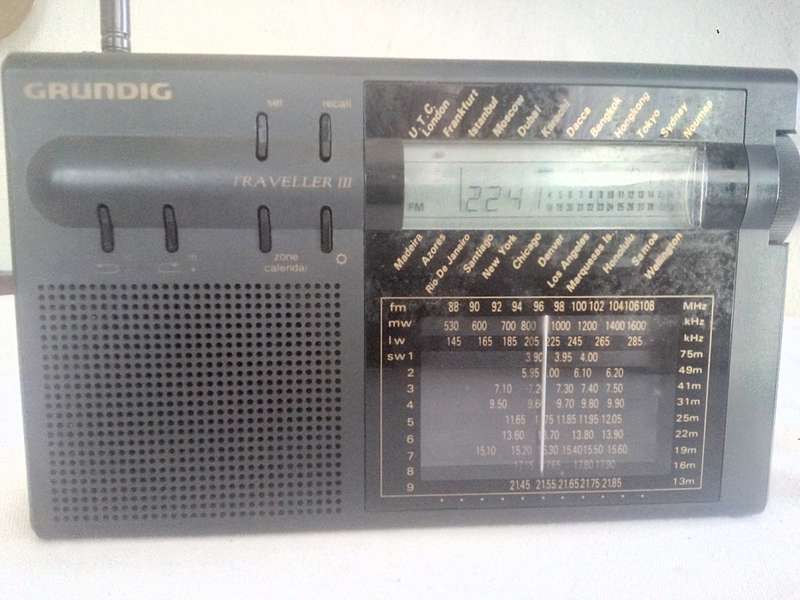 GRUNDIG
set recall
TRAVELLER III
zone
calendar
U.T.C.
London
Frankfurt
Istanbul
Moscow
Dubai
Karachi
Dacca
Bangkok
Hongkong
Tokyo
Sydney
Noumea
FM 2241
Madeira
Azores
Rio De Janeiro
Santiago
New York
Chicago
Denver
Los Angeles
Marquesas Is.
Honolulu
Samoa
Wellington
fm 88 90 92 94 96 98 100 102 104 106 108 MHz
mw 530 600 700 800 1000 1200 1400 1600 kHz
lw 145 165 185 205 225 245 265 285 kHz
sw 1 3.90 3.95 4.00 75m
2 5.95 6.10 6.20 49m
3 7.10 7.30 7.40 7.50 41m
4 9.50 9.70 9.80 9.90 31m
5 11.65 11.85 11.95 12.05 25m
6 13.60 13.80 13.90 22m
7 15.10 15.20 15.30 15.40 15.50 15.60 19m
8 17.80 17.90 16m
9 21.45 21.55 21.65 21.75 21.85 13m